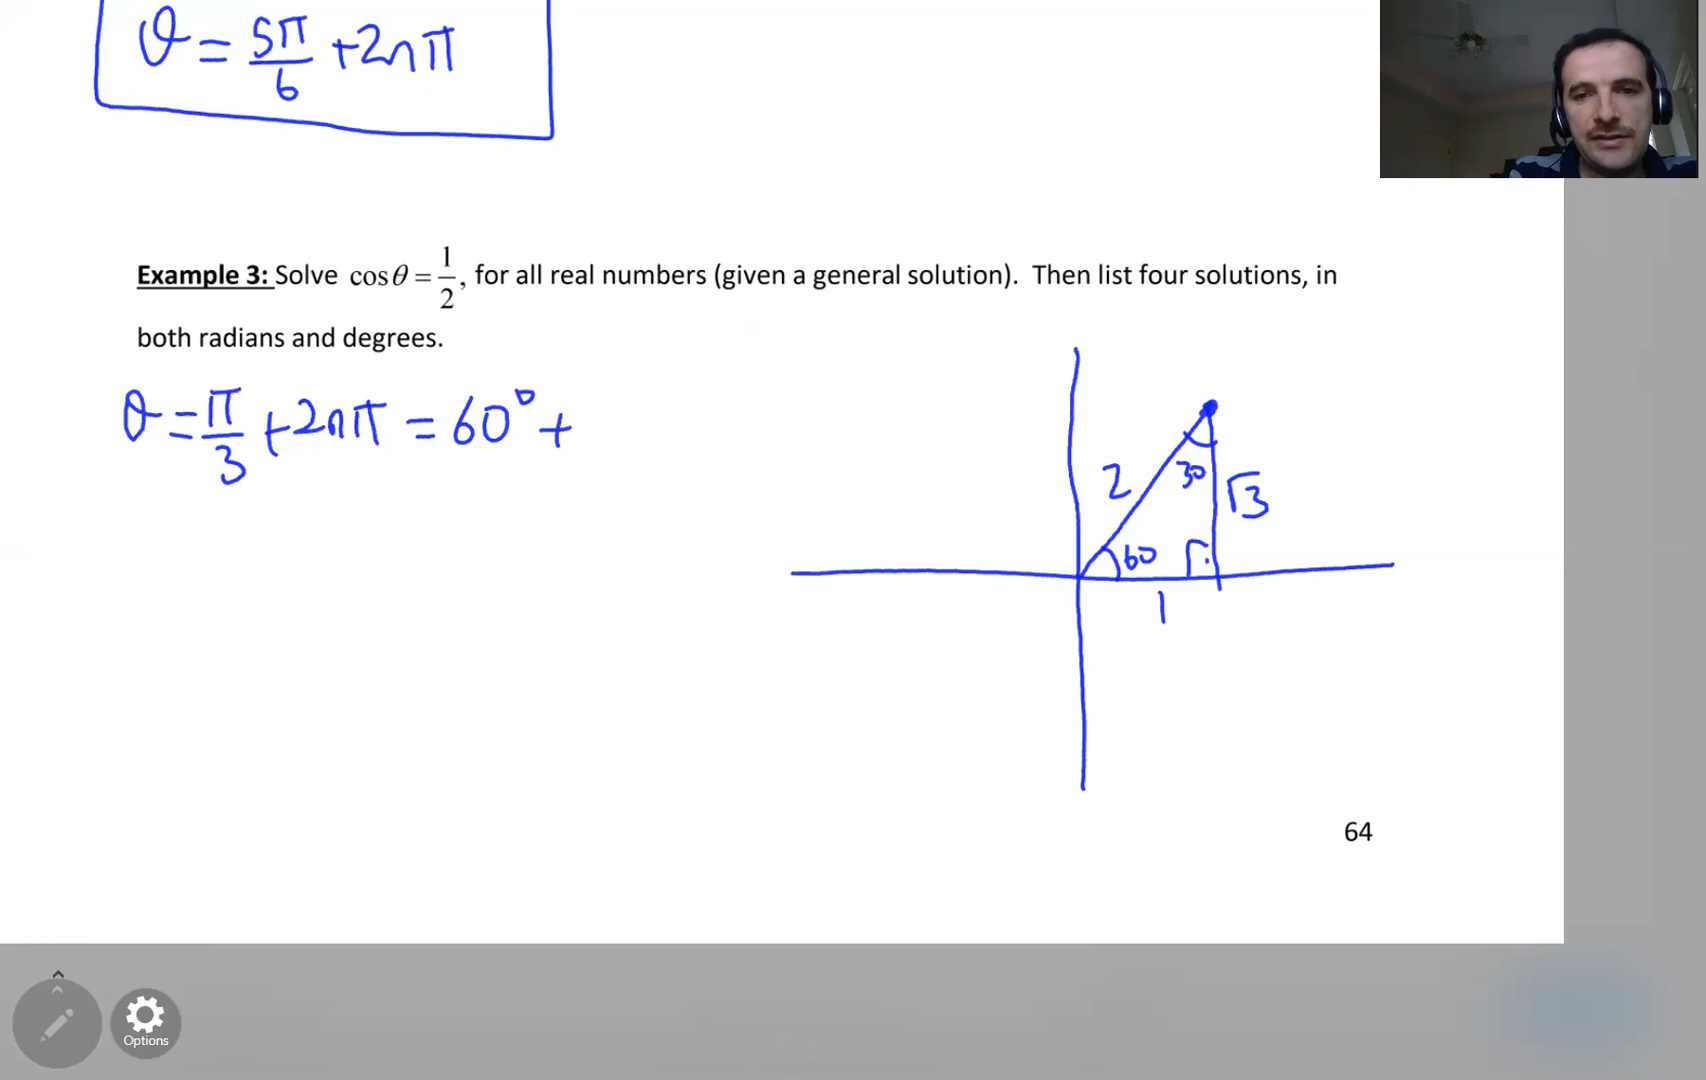 θ = 5π/6 + 2nπ
Example 3: Solve cos θ = 1/2, for all real numbers (given a general solution). Then list four solutions, in
both radians and degrees.
θ = π/3 + 2nπ = 60° +
2
30
√3
60
1
64
Options